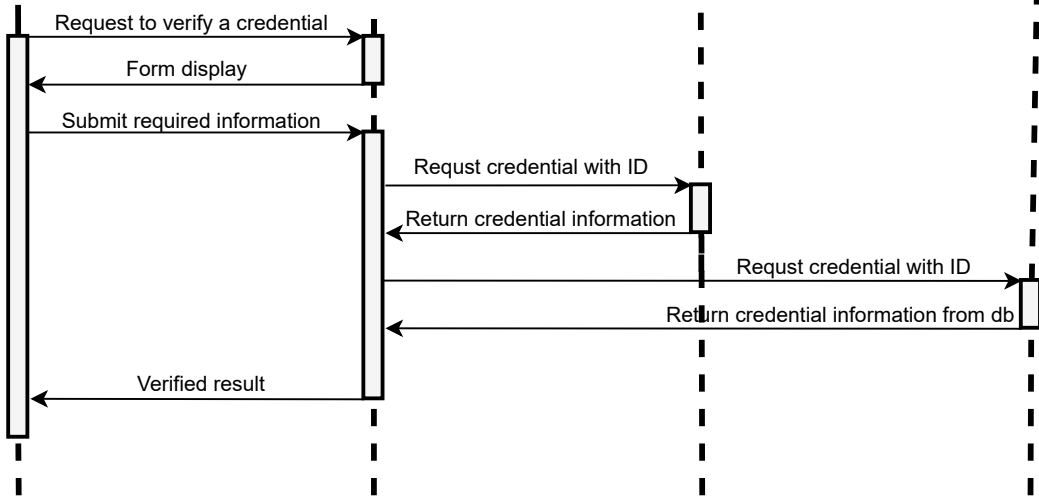 Request to verify a credential
Form display
Submit required information
Requst credential with ID
Return credential information
Requst credential with ID
Return credential information from db
Verified result